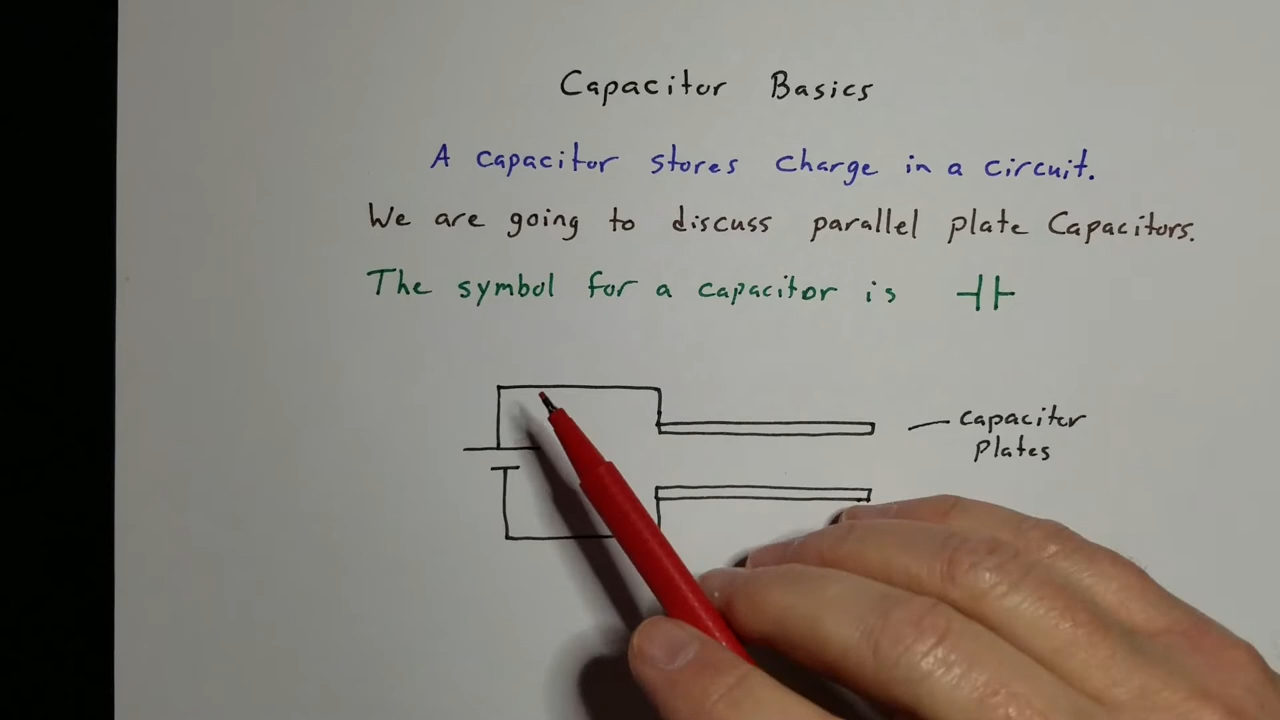 Capacitor Basics
A capacitor stores charge in a circuit.
We are going to discuss parallel plate Capacitors.
The symbol for a capacitor is
Capacitor
Plates